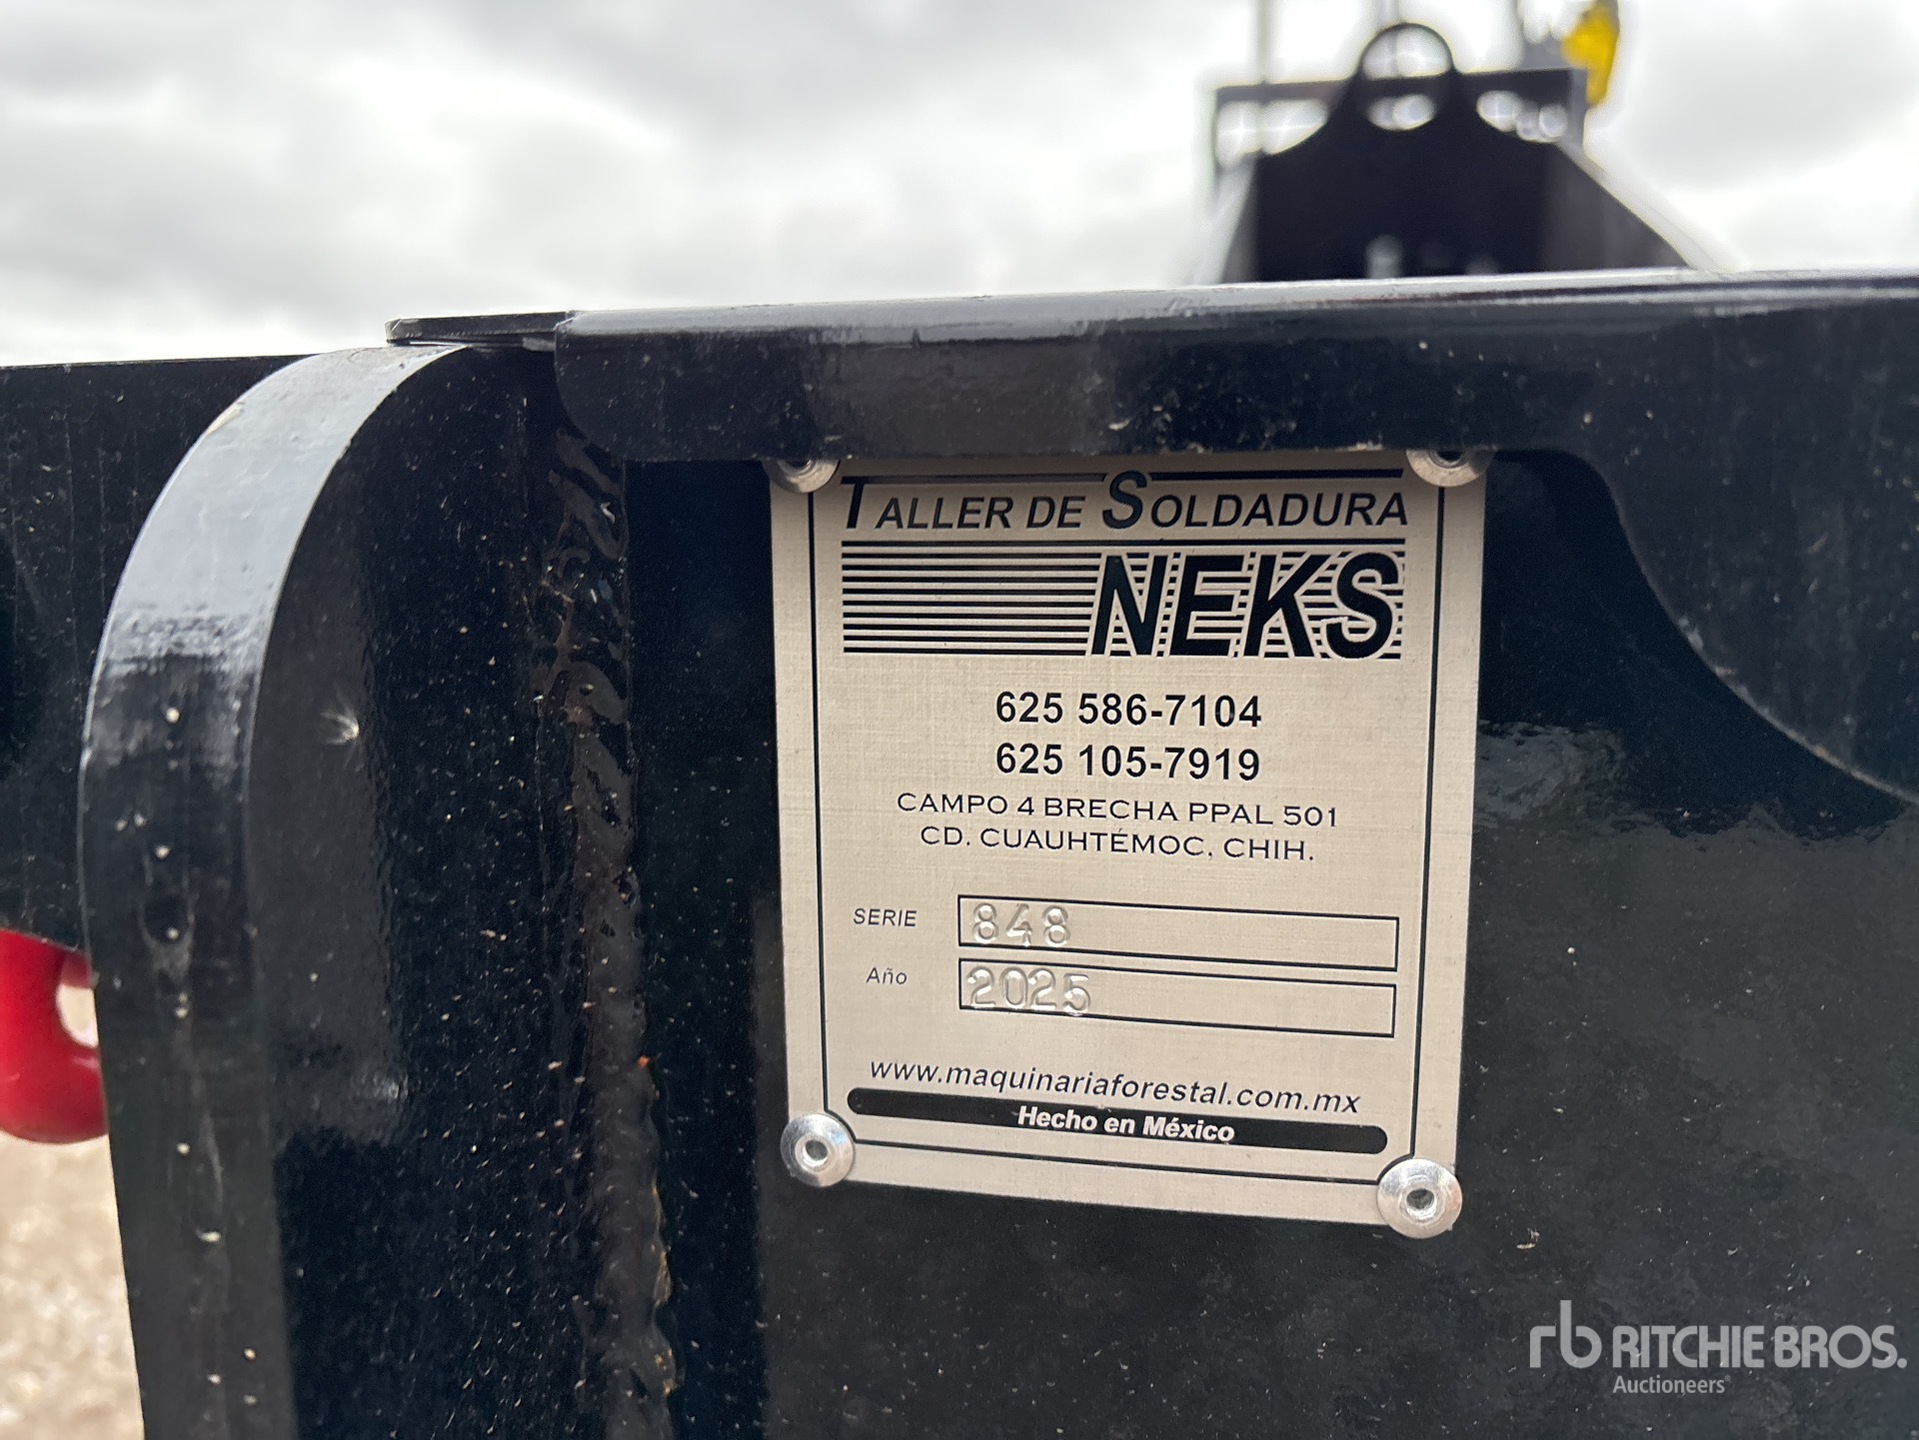 TALLER DE SOLDADURA
NEKS
625 586-7104
625 105-7919
CAMPO 4 BRECHA PPAL 501
CD. CUAUHTÉMOC, CHIH.
SERIE 848
Año 2025
www.maquinariaforestal.com.mx
Hecho en México
rb RITCHIE BROS.
Auctioneers